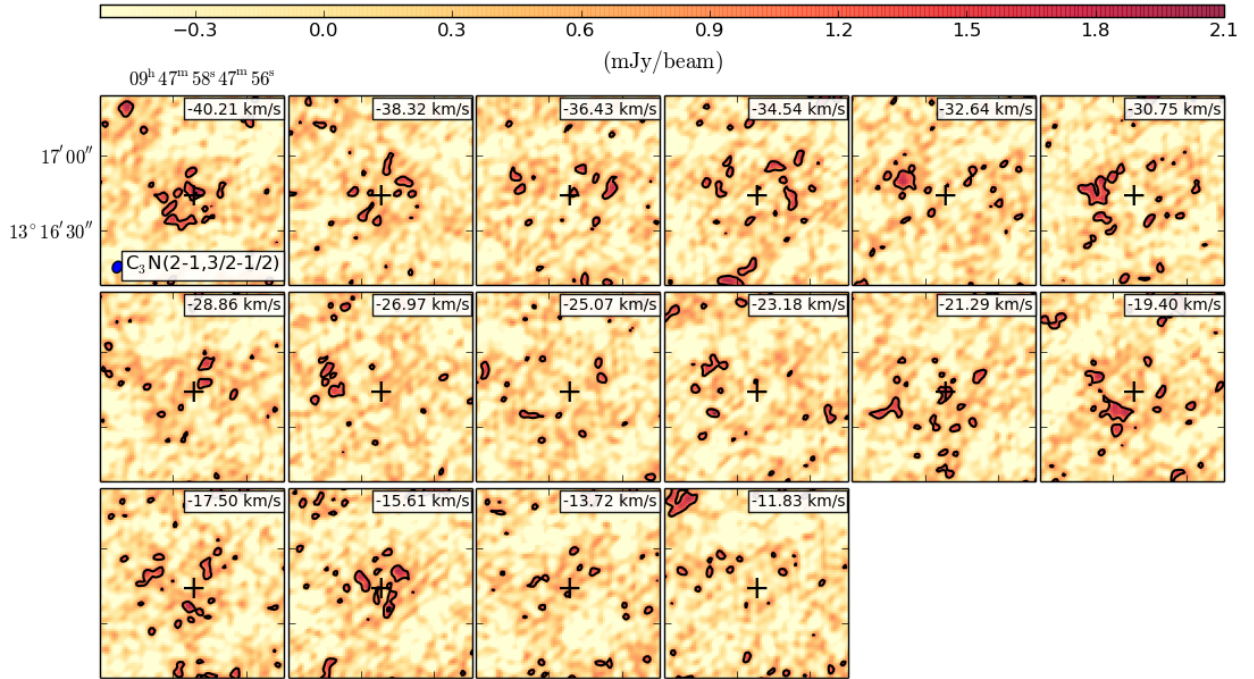 −0.3 0.0 0.3 0.6 0.9 1.2 1.5 1.8 2.1
(mJy/beam)
09ʰ 47ᵐ 58ˢ 47ᵐ 56ˢ
-40.21 km/s -38.32 km/s -36.43 km/s -34.54 km/s -32.64 km/s -30.75 km/s
17′00″
13° 16′30″
C₃N(2-1,3/2-1/2)
-28.86 km/s -26.97 km/s -25.07 km/s -23.18 km/s -21.29 km/s -19.40 km/s
-17.50 km/s -15.61 km/s -13.72 km/s -11.83 km/s